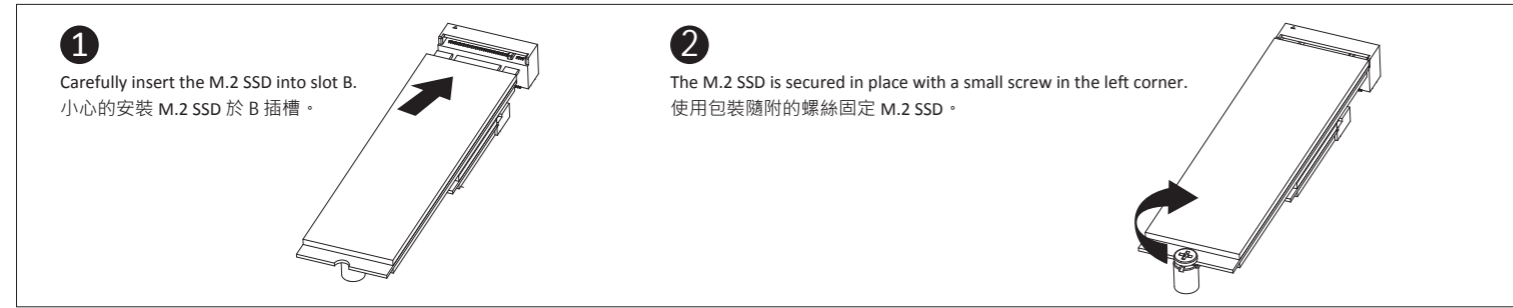 1
Carefully insert the M.2 SSD into slot B.
小心的安裝 M.2 SSD 於 B 插槽。
2
The M.2 SSD is secured in place with a small screw in the left corner.
使用包裝隨附的螺絲固定 M.2 SSD。